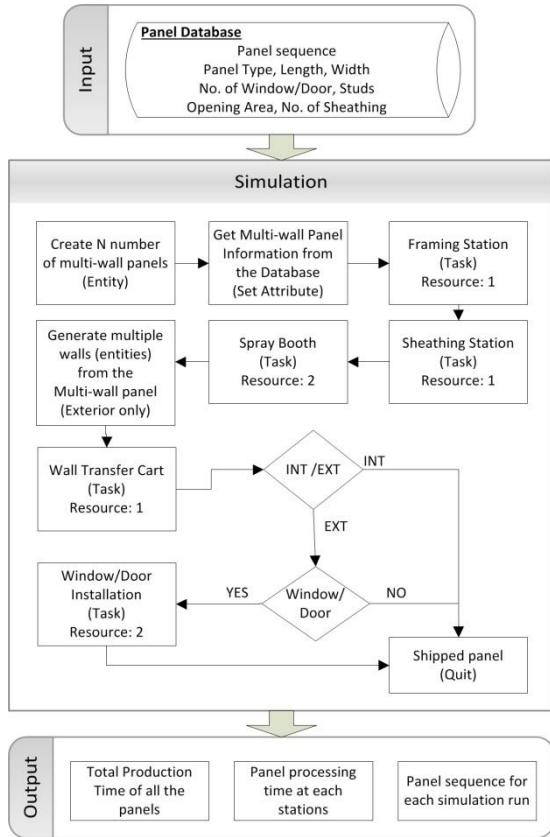 Input
Panel Database
Panel sequence
Panel Type, Length, Width
No. of Window/Door, Studs
Opening Area, No. of Sheathing
Simulation
Create N number
of multi-wall panels
(Entity)
Get Multi-wall Panel
Information from
the Database
(Set Attribute)
Framing Station
(Task)
Resource: 1
Generate multiple
walls (entities)
from the
Multi-wall panel
(Exterior only)
Spray Booth
(Task)
Resource: 2
Sheathing Station
(Task)
Resource: 1
Wall Transfer Cart
(Task)
Resource: 1
INT /EXT
INT
EXT
Window/Door
Installation
(Task)
Resource: 2
YES
Window/
Door
NO
Shipped panel
(Quit)
Output
Total Production
Time of all the
panels
Panel processing
time at each
stations
Panel sequence for
each simulation run